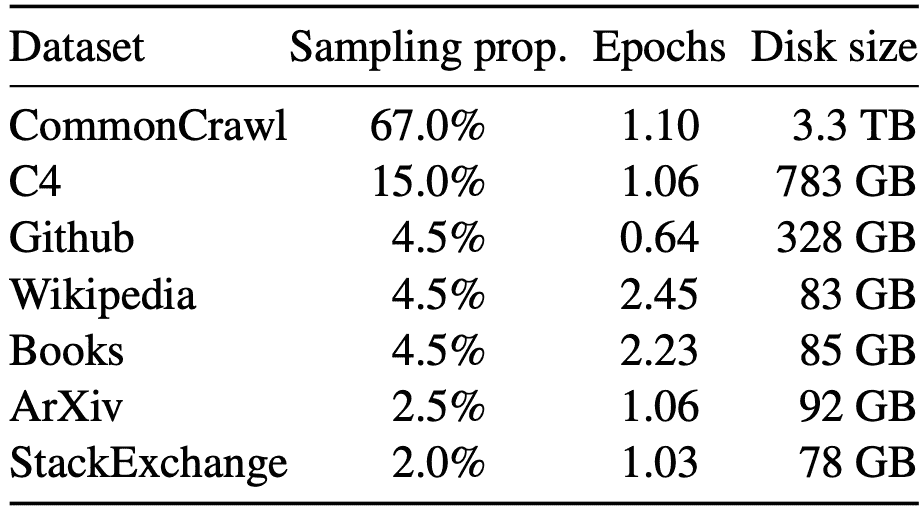 Dataset Sampling prop. Epochs Disk size
CommonCrawl 67.0% 1.10 3.3 TB
C4 15.0% 1.06 783 GB
Github 4.5% 0.64 328 GB
Wikipedia 4.5% 2.45 83 GB
Books 4.5% 2.23 85 GB
ArXiv 2.5% 1.06 92 GB
StackExchange 2.0% 1.03 78 GB